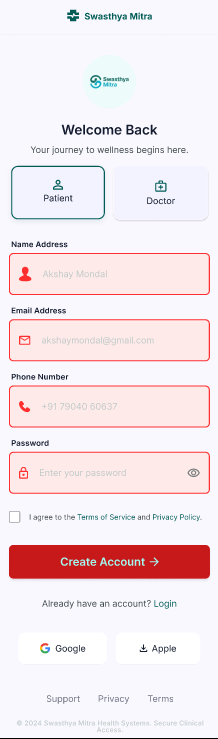 Swasthya Mitra
Swasthya
Mitra
Welcome Back
Your journey to wellness begins here.
Patient
Doctor
Name Address
Akshay Mondal
Email Address
akshaymondal@gmail.com
Phone Number
+91 79040 60637
Password
Enter your password
I agree to the Terms of Service and Privacy Policy.
Create Account →
Already have an account? Login
Google
Apple
Support Privacy Terms
© 2024 Swasthya Mitra Health Systems. Secure Clinical
Access.